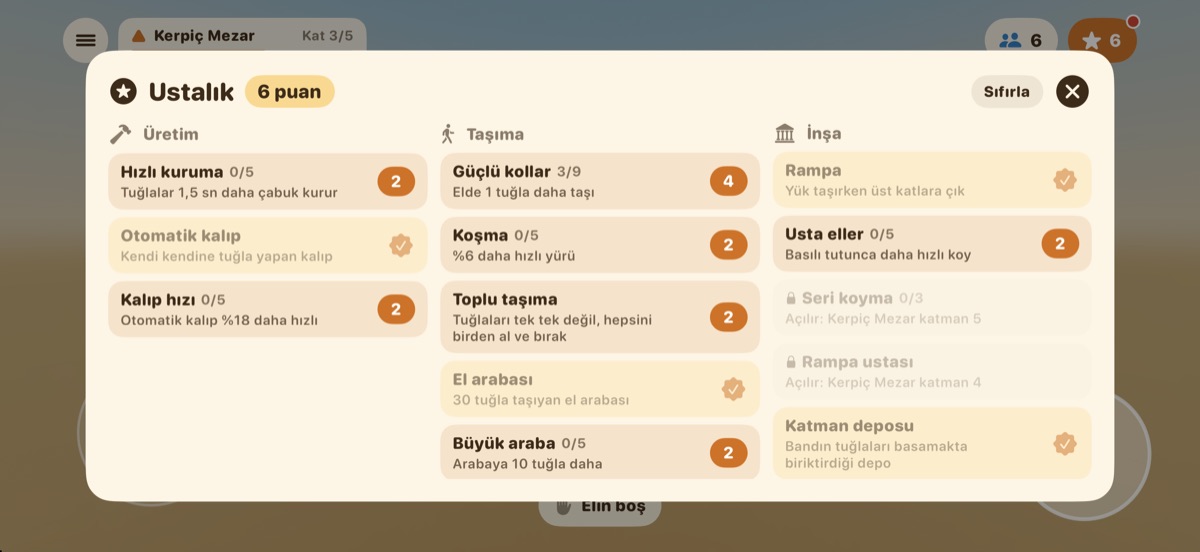 Kerpiç Mezar Kat 3/5
6
6
Ustalık 6 puan
Sıfırla
Üretim
Hızlı kuruma 0/5
Tuğlalar 1,5 sn daha çabuk kurur
2
Otomatik kalıp
Kendi kendine tuğla yapan kalıp
Kalıp hızı 0/5
Otomatik kalıp %18 daha hızlı
2
Taşıma
Güçlü kollar 3/9
Elde 1 tuğla daha taşı
4
Koşma 0/5
%6 daha hızlı yürü
2
Toplu taşıma
Tuğlaları tek tek değil, hepsini
birden al ve bırak
2
El arabası
30 tuğla taşıyan el arabası
Büyük araba 0/5
Arabaya 10 tuğla daha
2
İnşa
Rampa
Yük taşırken üst katlara çık
Usta eller 0/5
Basılı tutunca daha hızlı koy
2
Seri koyma 0/3
Açılır: Kerpiç Mezar katman 5
Rampa ustası
Açılır: Kerpiç Mezar katman 4
Katman deposu
Bandın tuğlaları basamakta
biriktirdiği depo
Elin boş